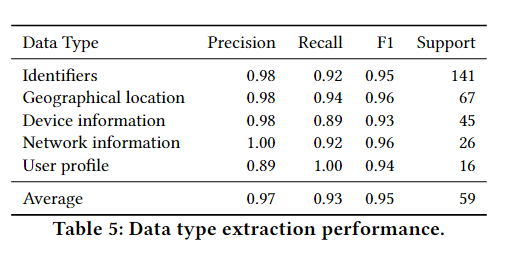 Data Type Precision Recall F1 Support
Identifiers 0.98 0.92 0.95 141
Geographical location 0.98 0.94 0.96 67
Device information 0.98 0.89 0.93 45
Network information 1.00 0.92 0.96 26
User profile 0.89 1.00 0.94 16
Average 0.97 0.93 0.95 59
Table 5: Data type extraction performance.